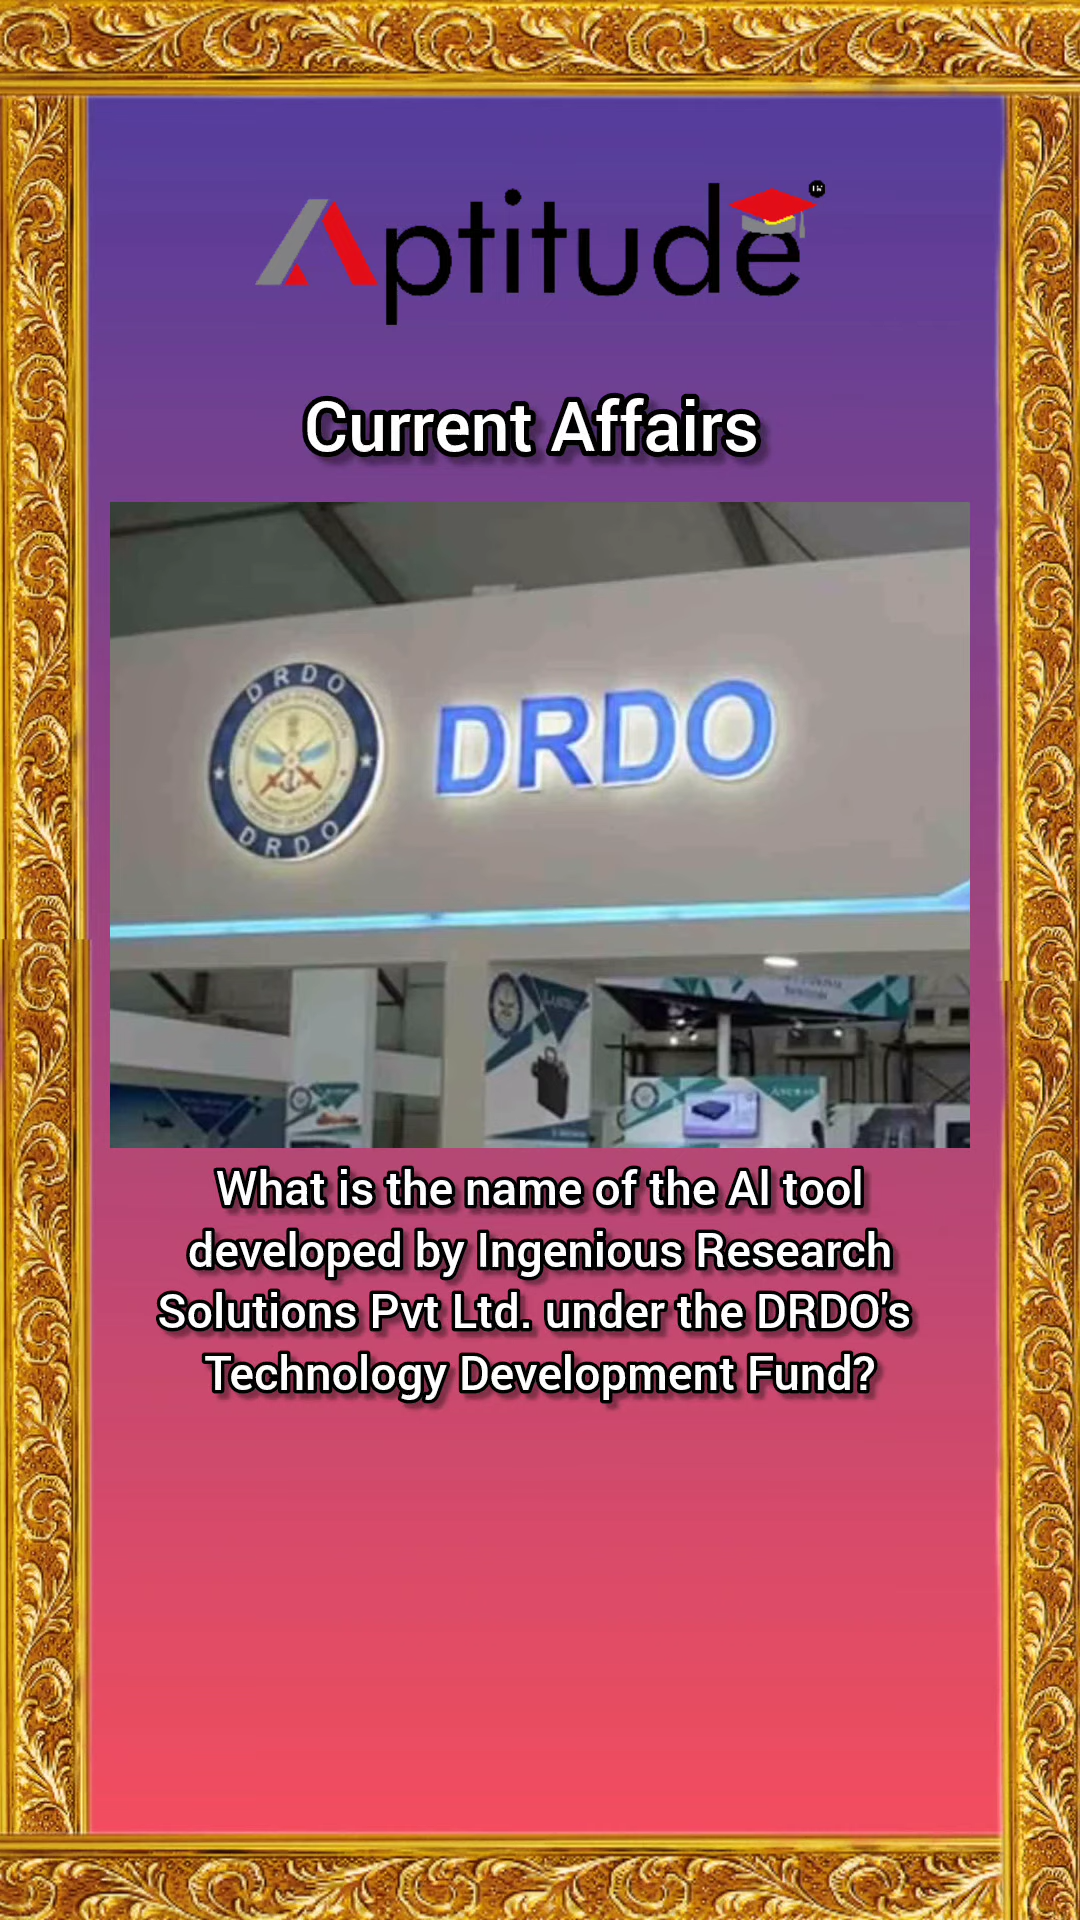 Aptitude
Current Affairs
DRDO
DRDO
DRDO
What is the name of the AI tool
developed by Ingenious Research
Solutions Pvt Ltd. under the DRDO's
Technology Development Fund?